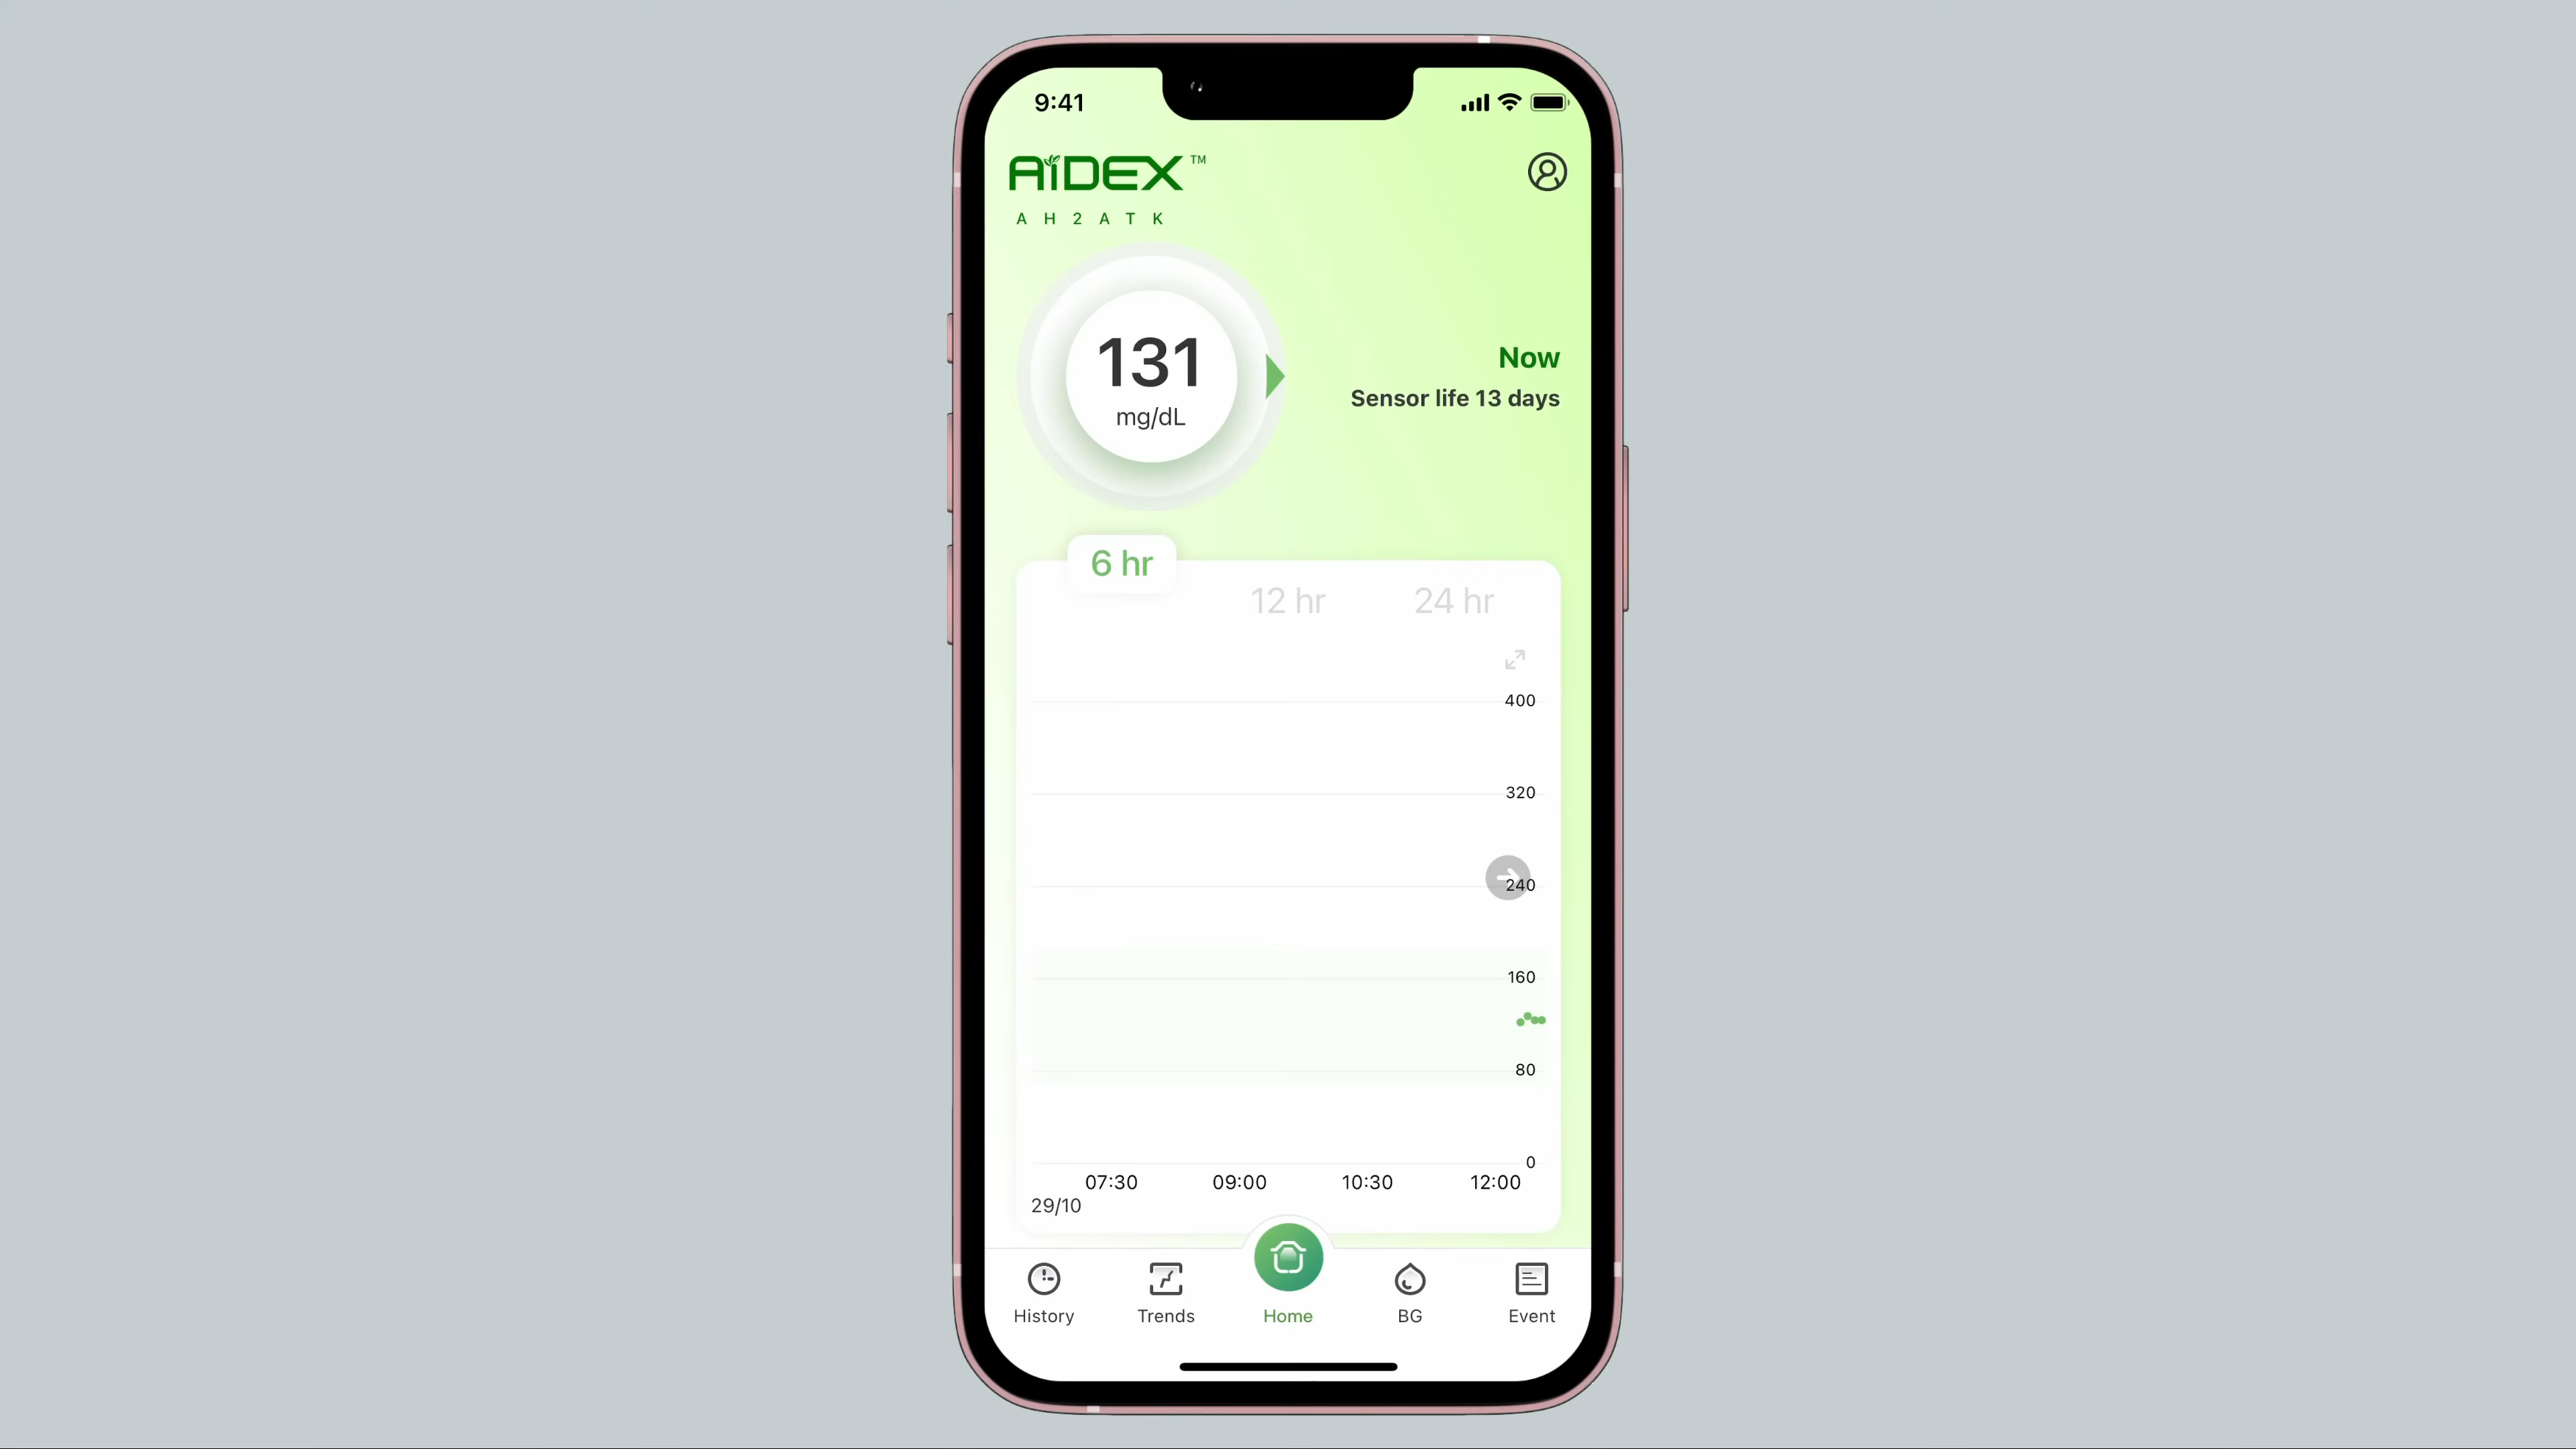 9:41
AiDEX™
AH2ATK
131
mg/dL
Now
Sensor life 13 days
6 hr
12 hr
24 hr
400
320
240
160
80
0
07:30 09:00 10:30 12:00
29/10
History Trends Home BG Event